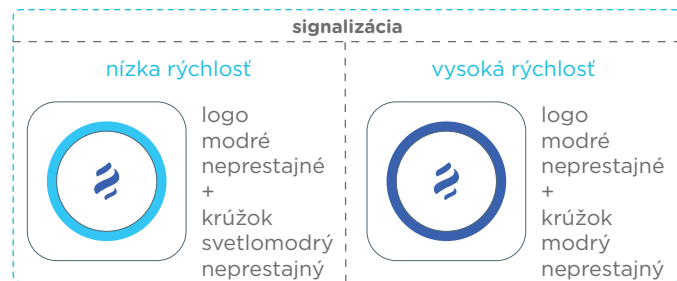 signalizácia
nízka rýchlosť
logo
modré
neprestajné
+
krúžok
svetlomodrý
neprestajný
vysoká rýchlosť
logo
modré
neprestajné
+
krúžok
modrý
neprestajný